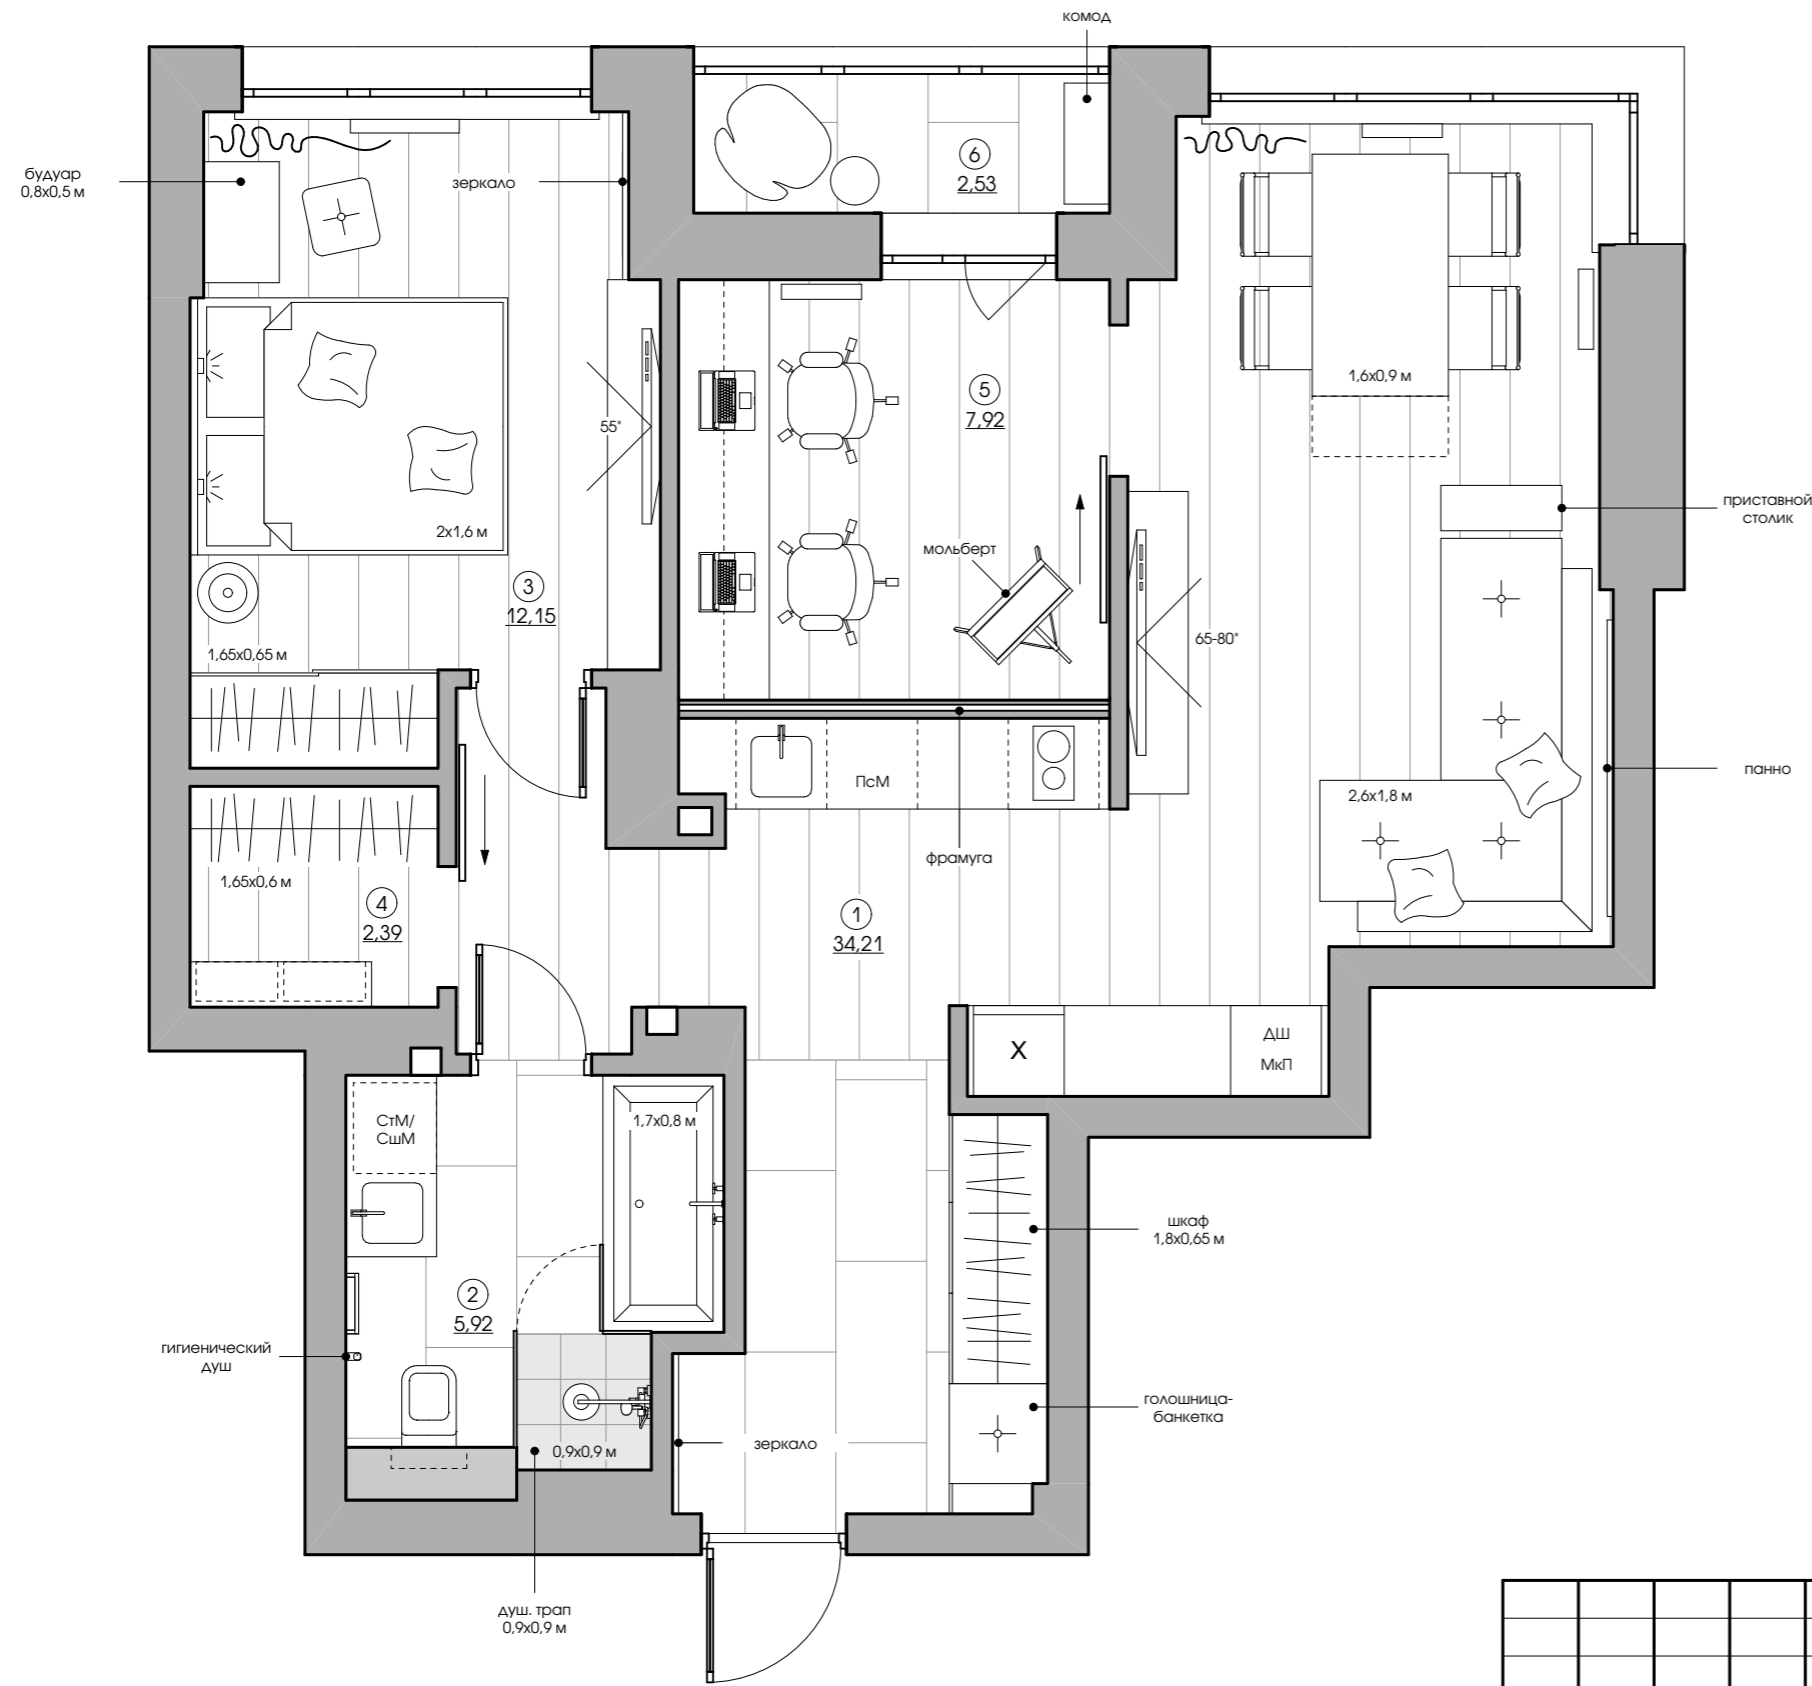 комод
будуар
0,8х0,5 м
зеркало
6
2,53
1,6х0,9 м
5
7,92
55"
2х1,6 м
приставной
столик
мольберт
3
12,15
65-80"
1,65х0,65 м
ПсМ
2,6х1,8 м
панно
фрамуга
1,65х0,6 м
4
2,39
1
34,21
Х
ДШ
МкП
СтМ/
СшМ
1,7х0,8 м
шкаф
1,8х0,65 м
2
5,92
гигиенический
душ
голошница-
банкетка
зеркало
0,9х0,9 м
душ. трап
0,9х0,9 м